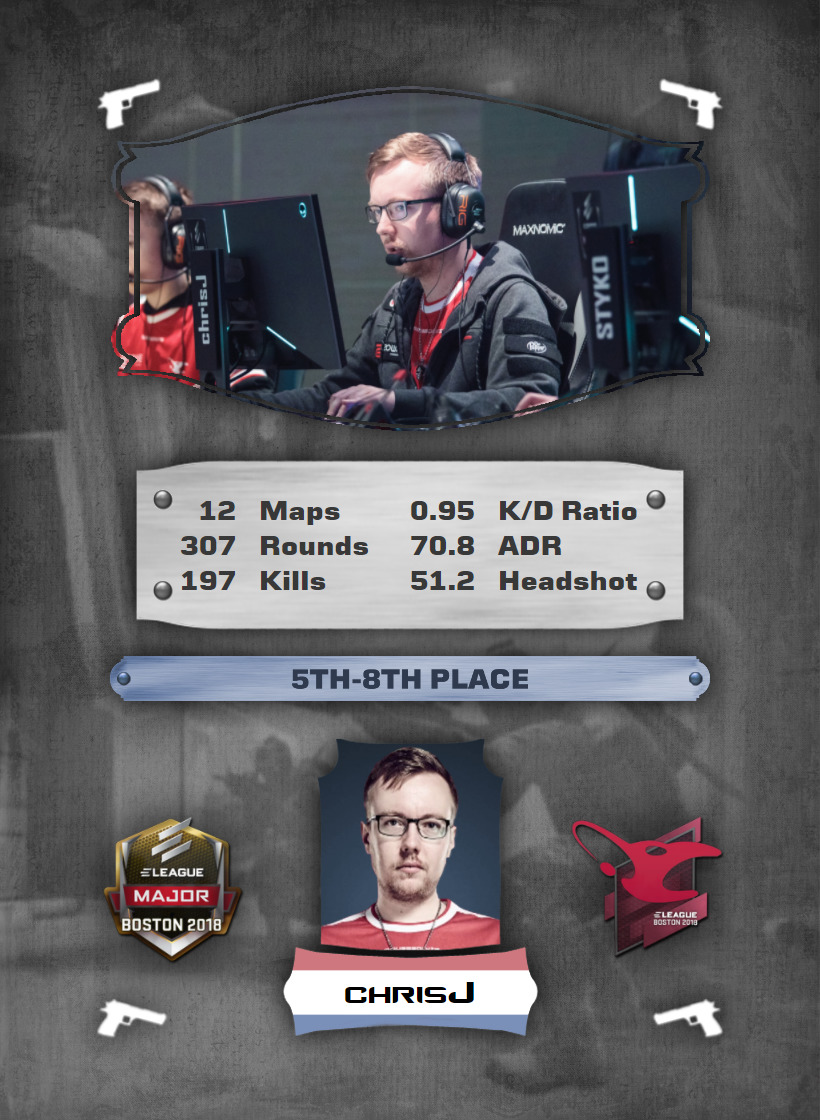 MAXNOMIC
RIG
chrisJ
STYKO
12 Maps 0.95 K/D Ratio
307 Rounds 70.8 ADR
197 Kills 51.2 Headshot
5TH-8TH PLACE
ELEAGUE
MAJOR
BOSTON 2018
ELEAGUE
BOSTON 2018
CHRISJ